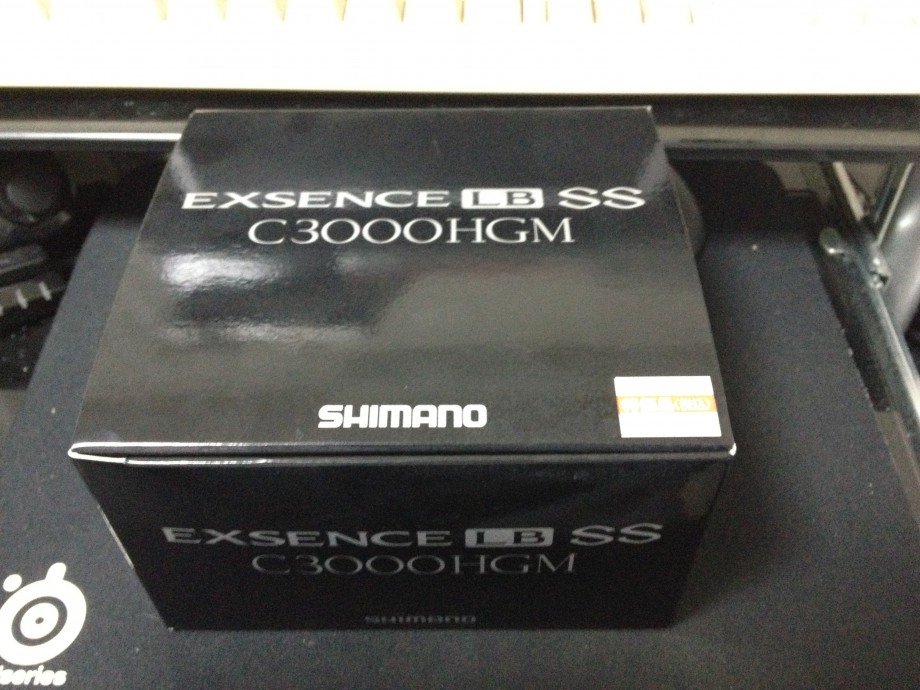 EXSENCE LB SS
C3000HGM
SHIMANO
EXSENCE LB SS
C3000HGM
SHIMANO